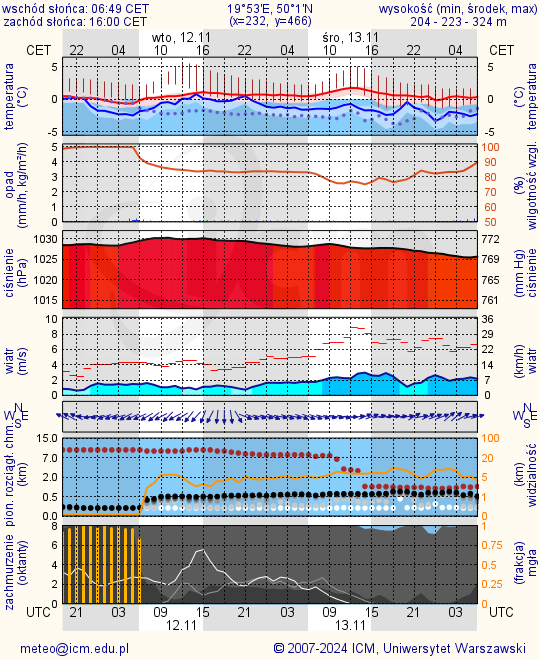 wschód słońca: 06:49 CET
19°53'E, 50°1'N
wysokość (min, środek, max)
zachód słońca: 16:00 CET
(x=232, y=466)
204 - 223 - 324 m
wto, 12.11
śro, 13.11
CET
22
04
10
16
22
04
10
16
22
04
CET
temperatura
(°C)
5
0
-5
5
0
-5
(°C)
temperatura
opad
(mm/h, kg/m²/h)
5
4
3
2
1
0
100
90
80
70
60
50
(%)
wilgotność wzgl.
ciśnienie
(hPa)
1030
1025
1020
1015
772
769
765
761
(mm Hg)
ciśnienie
wiatr
(m/s)
10
8
6
4
2
0
36
29
22
14
7
0
(km/h)
wiatr
N
W E
S
N
W E
S
pion. rozciągł. chm.
(km)
15.0
7.0
2.0
0.5
0.2
0.0
100
20
5
1
0
0
(km)
widzialność
zachmurzenie
(oktanty)
8
6
4
2
0
1
0.75
0.5
0.25
0
(frakcja)
mgła
UTC
21
03
09
15
21
03
09
15
21
03
UTC
12.11
13.11
meteo@icm.edu.pl
© 2007-2024 ICM, Uniwersytet Warszawski